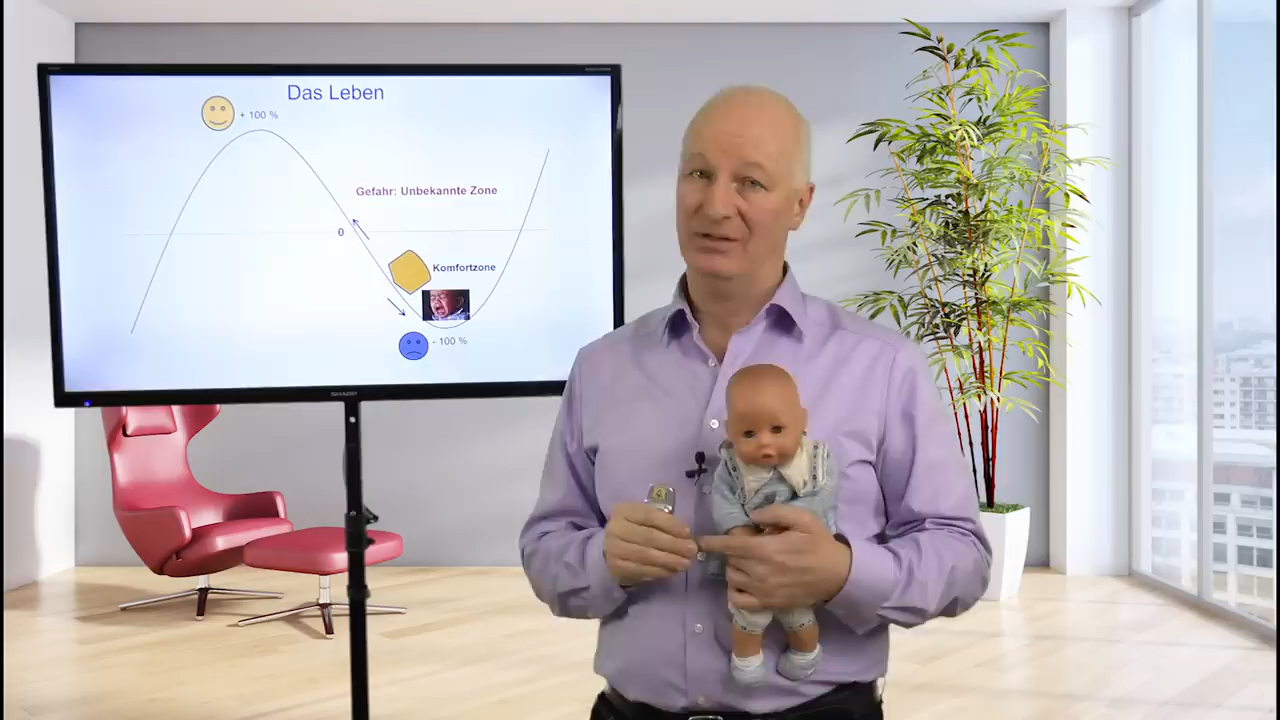 Das Leben
+ 100 %
Gefahr: Unbekannte Zone
0
Komfortzone
- 100 %
SHARP